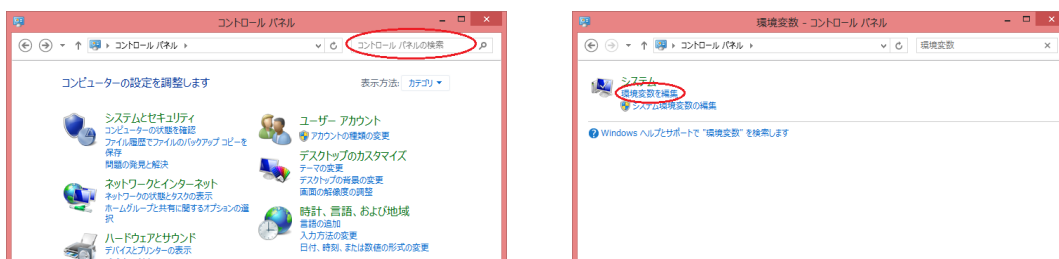 コントロール パネル
コントロール パネル
コントロール パネルの検索
コンピューターの設定を調整します
表示方法: カテゴリ
システムとセキュリティ
コンピューターの状態を確認
ファイル履歴でファイルのバックアップ コピーを
保存
問題の発見と解決
ネットワークとインターネット
ネットワークの状態とタスクの表示
ホームグループと共有に関するオプションの選
択
ハードウェアとサウンド
デバイスとプリンターの表示
ユーザー アカウント
アカウントの種類の変更
デスクトップのカスタマイズ
テーマの変更
デスクトップの背景の変更
画面の解像度の調整
時計、言語、および地域
言語の追加
入力方法の変更
日付、時刻、または数値の形式の変更
環境変数 - コントロール パネル
コントロール パネル
環境変数
システム
環境変数を編集
システム環境変数の編集
Windows ヘルプとサポートで "環境変数" を検索します